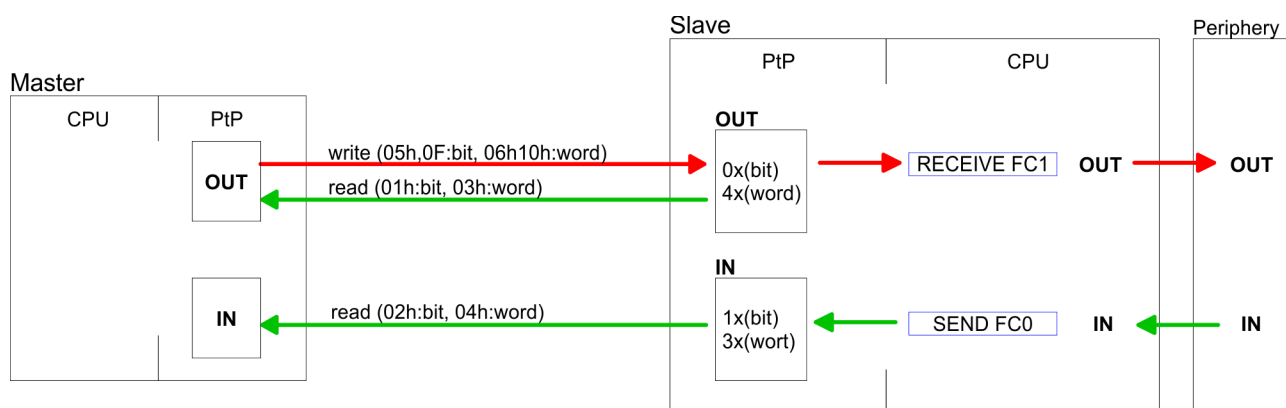 Slave
Periphery
PtP
CPU
Master
CPU
PtP
OUT
write (05h,0F:bit, 06h10h:word)
OUT
read (01h:bit, 03h:word)
0x(bit)
4x(word)
RECEIVE FC1
OUT
OUT
IN
IN
read (02h:bit, 04h:word)
1x(bit)
3x(wort)
SEND FC0
IN
IN